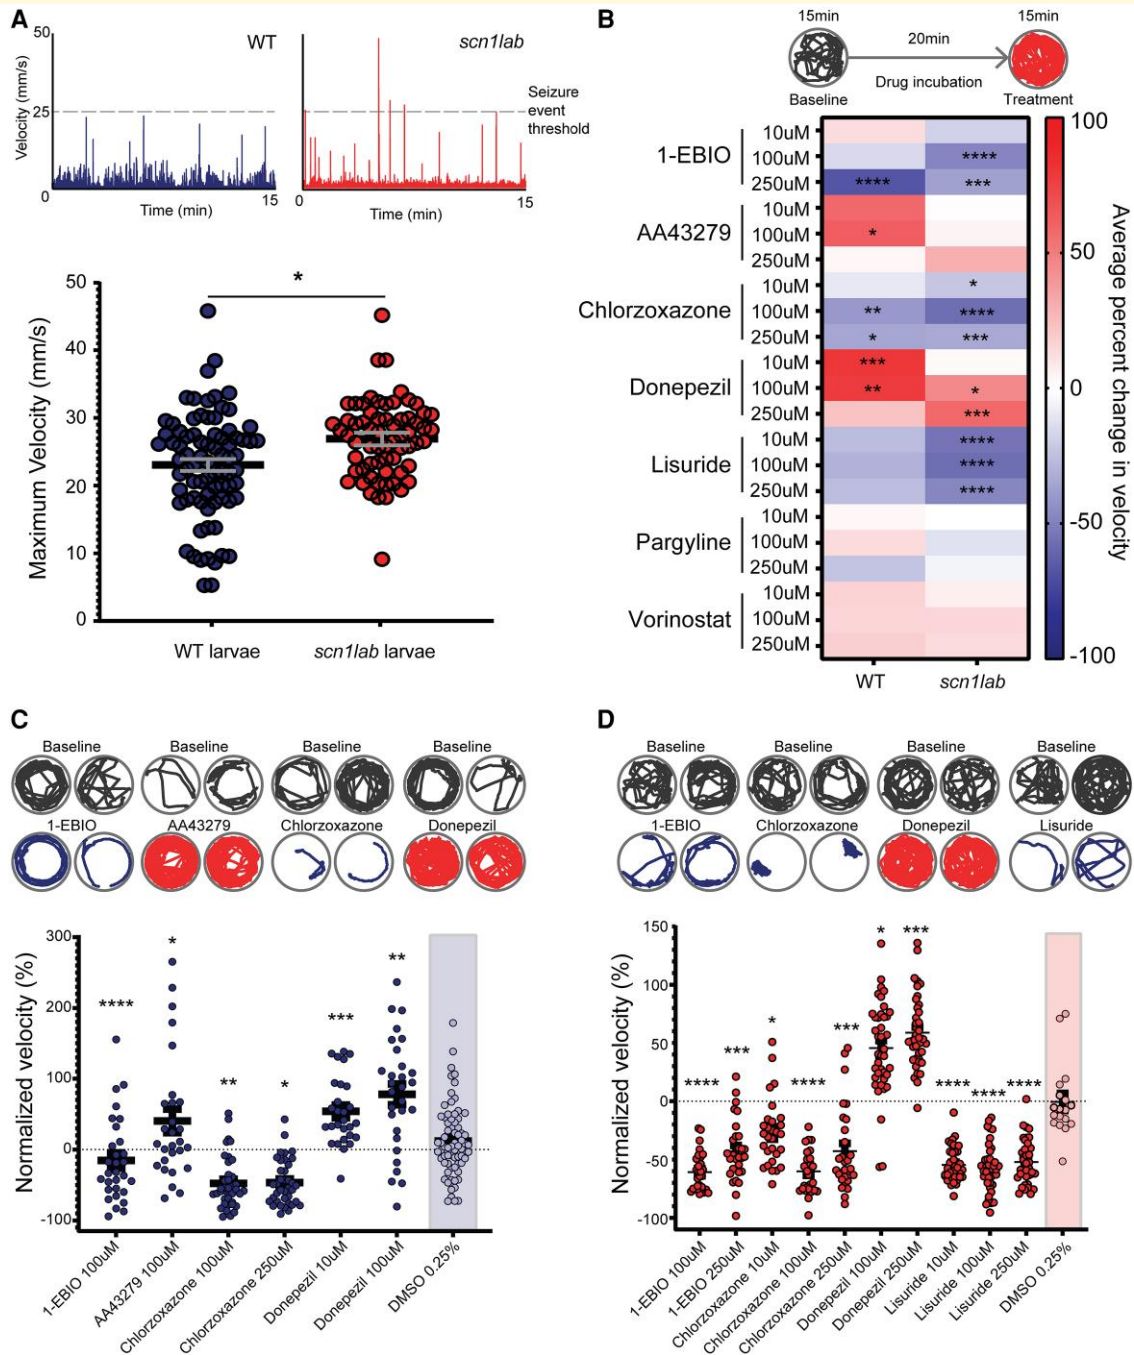 A
50
25
0
Velocity (mm/s)
WT
Time (min)
15
scn1lab
0
Time (min)
15
Seizure
event
threshold
50
40
30
20
10
0
Maximum Velocity (mm/s)
*
WT larvae
scn1lab larvae
B
15min
20min
15min
Drug incubation
Baseline
Treatment
1-EBIO
10uM
100uM
****
250uM
****
***
AA43279
10uM
100uM
*
250uM
Chlorzoxazone
10uM
*
100uM
**
****
250uM
*
***
Donepezil
10uM
***
100uM
**
*
250uM
***
Lisuride
10uM
****
100uM
****
250uM
****
Pargyline
10uM
100uM
250uM
Vorinostat
10uM
100uM
250uM
WT
scn1lab
100
50
0
-50
-100
Average percent change in velocity
C
Baseline
Baseline
Baseline
Baseline
1-EBIO
AA43279
Chlorzoxazone
Donepezil
300
200
100
0
-100
Normalized velocity (%)
****
*
**
*
***
**
1-EBIO 100uM
AA43279 100uM
Chlorzoxazone 100uM
Chlorzoxazone 250uM
Donepezil 10uM
Donepezil 100uM
DMSO 0.25%
D
Baseline
Baseline
Baseline
Baseline
1-EBIO
Chlorzoxazone
Donepezil
Lisuride
150
100
50
0
-50
-100
Normalized velocity (%)
****
***
*
****
***
*
***
****
****
****
1-EBIO 100uM
1-EBIO 250uM
Chlorzoxazone 10uM
Chlorzoxazone 100uM
Chlorzoxazone 250uM
Donepezil 100uM
Donepezil 250uM
Lisuride 10uM
Lisuride 100uM
Lisuride 250uM
DMSO 0.25%